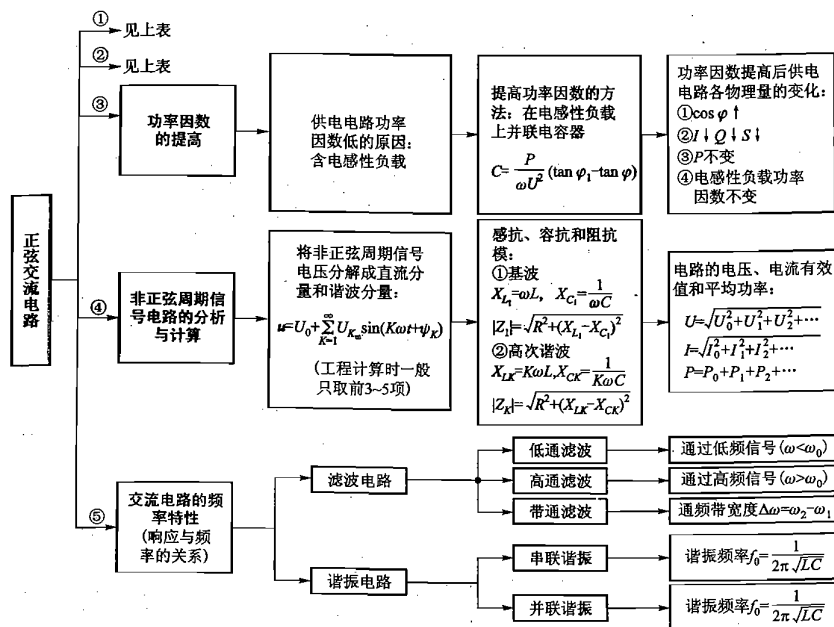 正弦交流电路
①
见上表
②
见上表
③
功率因数
的提高
供电电路功率
因数低的原因:
含电感性负载
提高功率因数的方
法:在电感性负载
上并联电容器
C=P/ωU²(tan φ₁−tan φ)
功率因数提高后供电
电路各物理量的变化:
①cos φ↑
②I↓Q↓S↓
③P不变
④电感性负载功率
因数不变
④
非正弦周期信
号电路的分析
与计算
将非正弦周期信号
电压分解成直流分
量和谐波分量:
u=U₀+∑_{K=1}^{∞}U_{Km}sin(Kωt+ψ_K)
(工程计算时一般
只取前3~5项)
感抗、容抗和阻抗
模:
①基波
X_{L₁}=ωL, X_{C₁}=1/ωC
|Z₁|=√(R²+(X_{L₁}−X_{C₁})²)
②高次谐波
X_{LK}=KωL,X_{CK}=1/KωC
|Z_K|=√(R²+(X_{LK}−X_{CK})²)
电路的电压、电流有效
值和平均功率:
U=√(U₀²+U₁²+U₂²+⋯)
I=√(I₀²+I₁²+I₂²+⋯)
P=P₀+P₁+P₂+⋯
⑤
交流电路的频
率特性
(响应与频
率的关系)
滤波电路
低通滤波
通过低频信号(ω<ω₀)
高通滤波
通过高频信号(ω>ω₀)
带通滤波
通频带宽度Δω=ω₂−ω₁
谐振电路
串联谐振
谐振频率f₀=1/2π√LC
并联谐振
谐振频率f₀=1/2π√LC